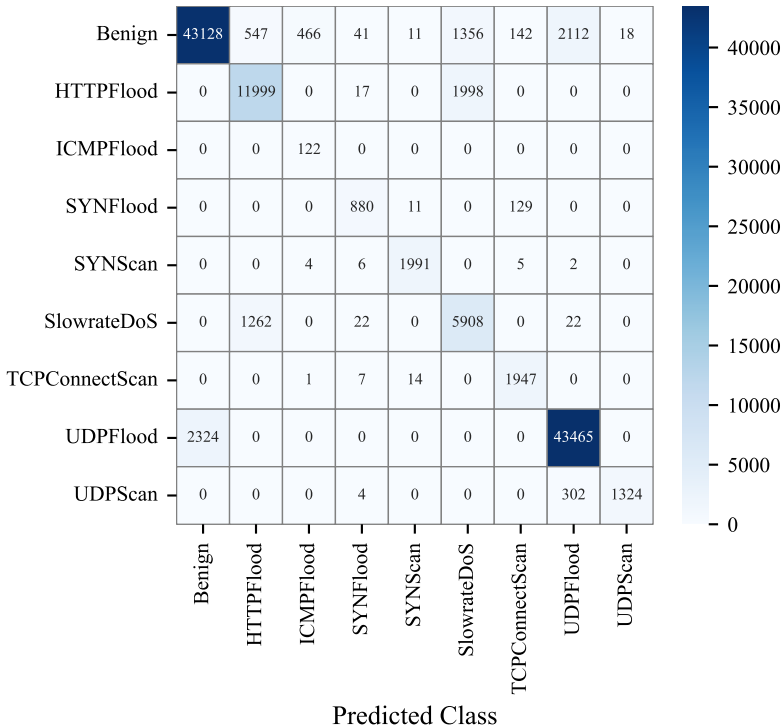 Benign 43128 547 466 41 11 1356 142 2112 18
HTTPFlood 0 11999 0 17 1998 0 0 0
ICMPFlood 0 0 122 0 0 0 0 0 0
SYNFlood 0 0 0 880 11 0 129 0 0
SYNScan 0 0 4 6 1991 0 5 2 0
SlowrateDoS 0 1262 0 22 0 5908 0 22 0
TCPConnectScan 0 0 1 7 14 0 1947 0 0
UDPFlood 2324 0 0 0 0 0 0 43465 0
UDPScan 0 0 0 4 0 0 0 302 1324
Benign
HTTPFlood
ICMPFlood
SYNFlood
SYNScan
SlowrateDoS
TCPConnectScan
UDPFlood
UDPScan
Predicted Class
40000
35000
30000
25000
20000
15000
10000
5000
0